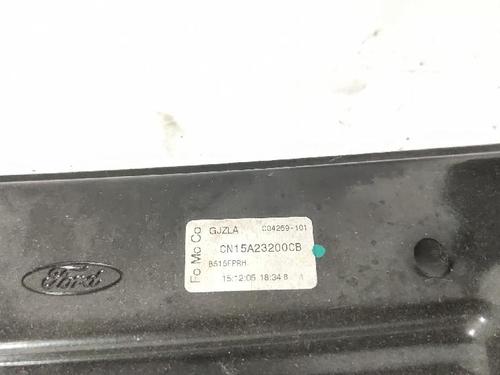 Ford
Fo Mo Co
GJZLA C04259-101
CN15A23200CB
B515FPRH
15:12:05 18:34 8